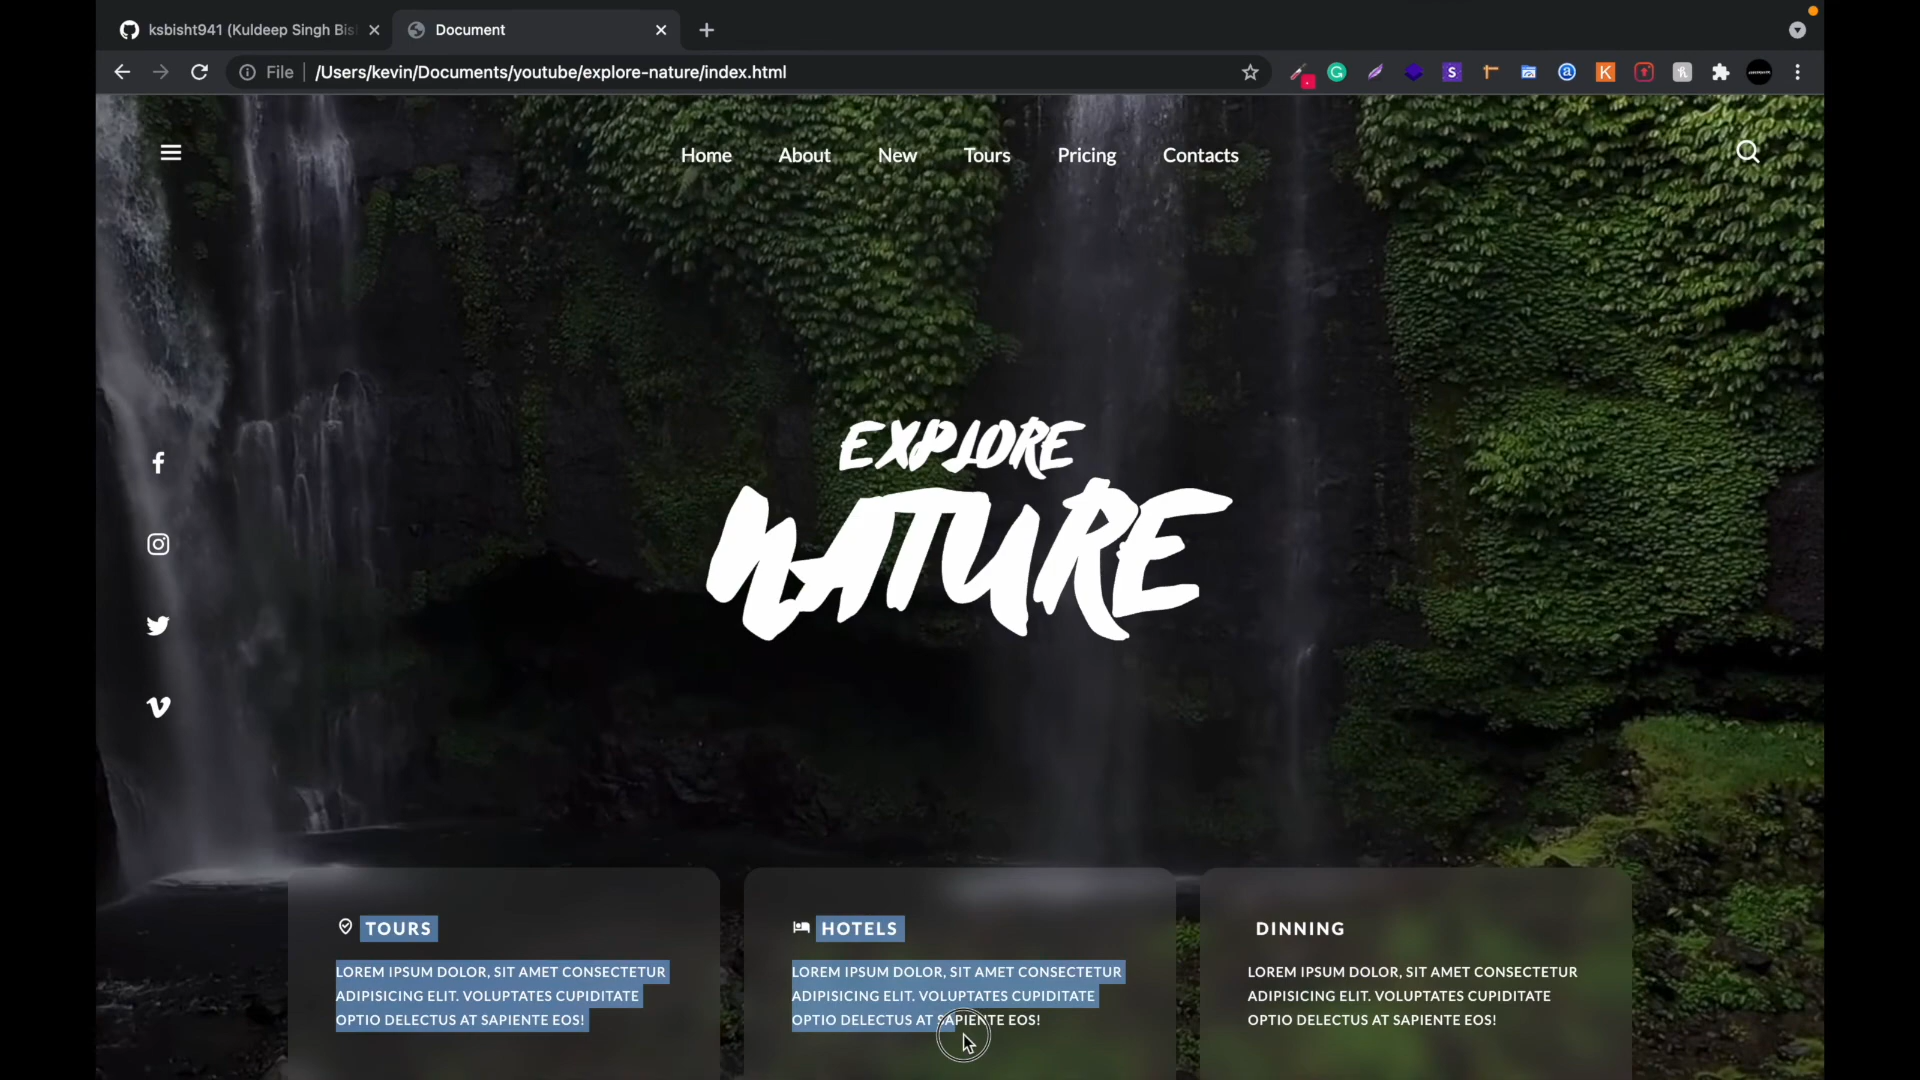 ksbisht941 (Kuldeep Singh Bis
Document
File
/Users/kevin/Documents/youtube/explore-nature/index.html
Home
About
New
Tours
Pricing
Contacts
EXPLORE
NATURE
TOURS
LOREM IPSUM DOLOR, SIT AMET CONSECTETUR
ADIPISICING ELIT. VOLUPTATES CUPIDITATE
OPTIO DELECTUS AT SAPIENTE EOS!
HOTELS
LOREM IPSUM DOLOR, SIT AMET CONSECTETUR
ADIPISICING ELIT. VOLUPTATES CUPIDITATE
OPTIO DELECTUS AT SAPIENTE EOS!
DINNING
LOREM IPSUM DOLOR, SIT AMET CONSECTETUR
ADIPISICING ELIT. VOLUPTATES CUPIDITATE
OPTIO DELECTUS AT SAPIENTE EOS!